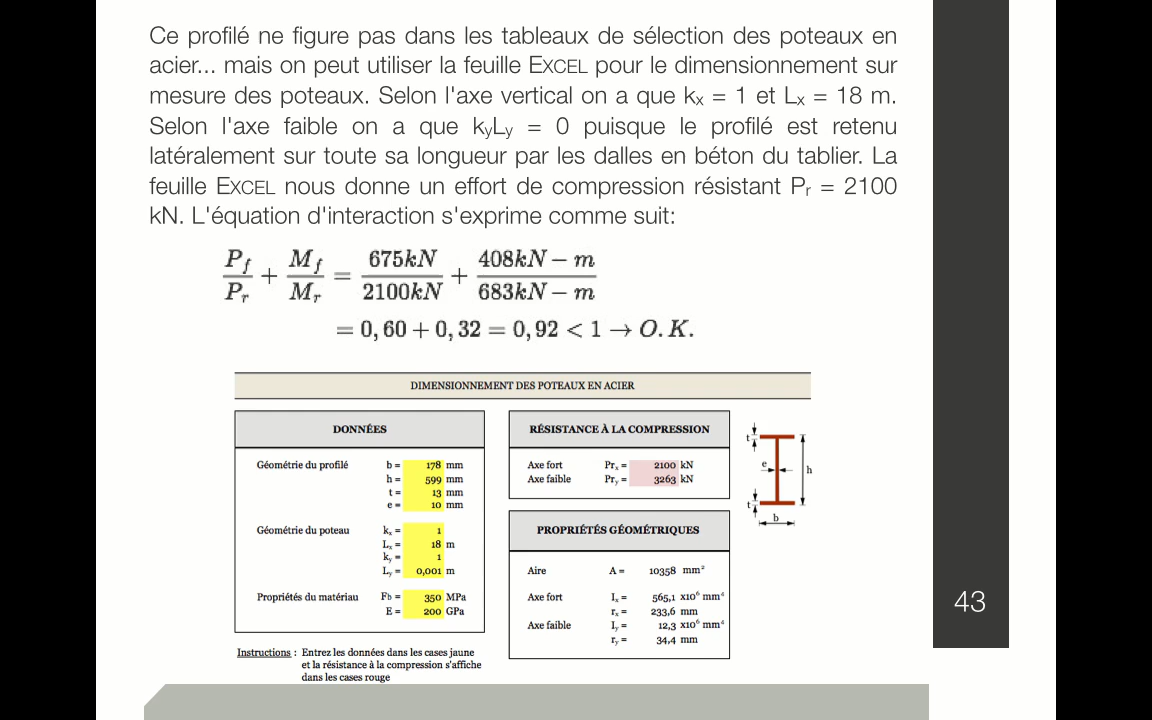 Ce profilé ne figure pas dans les tableaux de sélection des poteaux en
acier... mais on peut utiliser la feuille EXCEL pour le dimensionnement sur
mesure des poteaux. Selon l'axe vertical on a que kₓ = 1 et Lₓ = 18 m.
Selon l'axe faible on a que kyLy = 0 puisque le profilé est retenu
latéralement sur toute sa longueur par les dalles en béton du tablier. La
feuille EXCEL nous donne un effort de compression résistant Pr = 2100
kN. L'équation d'interaction s'exprime comme suit:
Pf/Pr + Mf/Mr = 675kN/2100kN + 408kN − m/683kN − m
= 0, 60 + 0, 32 = 0, 92 < 1 → O.K.
DIMENSIONNEMENT DES POTEAUX EN ACIER
DONNÉES
Géométrie du profilé b = 178 mm
h = 599 mm
t = 13 mm
e = 10 mm
Géométrie du poteau kₓ = 1
Lₓ = 18 m
ky = 1
Ly = 0,001 m
Propriétés du matériau Fb = 350 MPa
E = 200 GPa
Instructions : Entrez les données dans les cases jaune
et la résistance à la compression s'affiche
dans les cases rouge
RÉSISTANCE À LA COMPRESSION
Axe fort Prₓ = 2100 kN
Axe faible Pry = 3263 kN
PROPRIÉTÉS GÉOMÉTRIQUES
Aire A = 10358 mm²
Axe fort Iₓ = 565,1 x10⁶ mm⁴
rₓ = 233,6 mm
Axe faible Iy = 12,3 x10⁶ mm⁴
ry = 34,4 mm
t
e
h
t
b
43